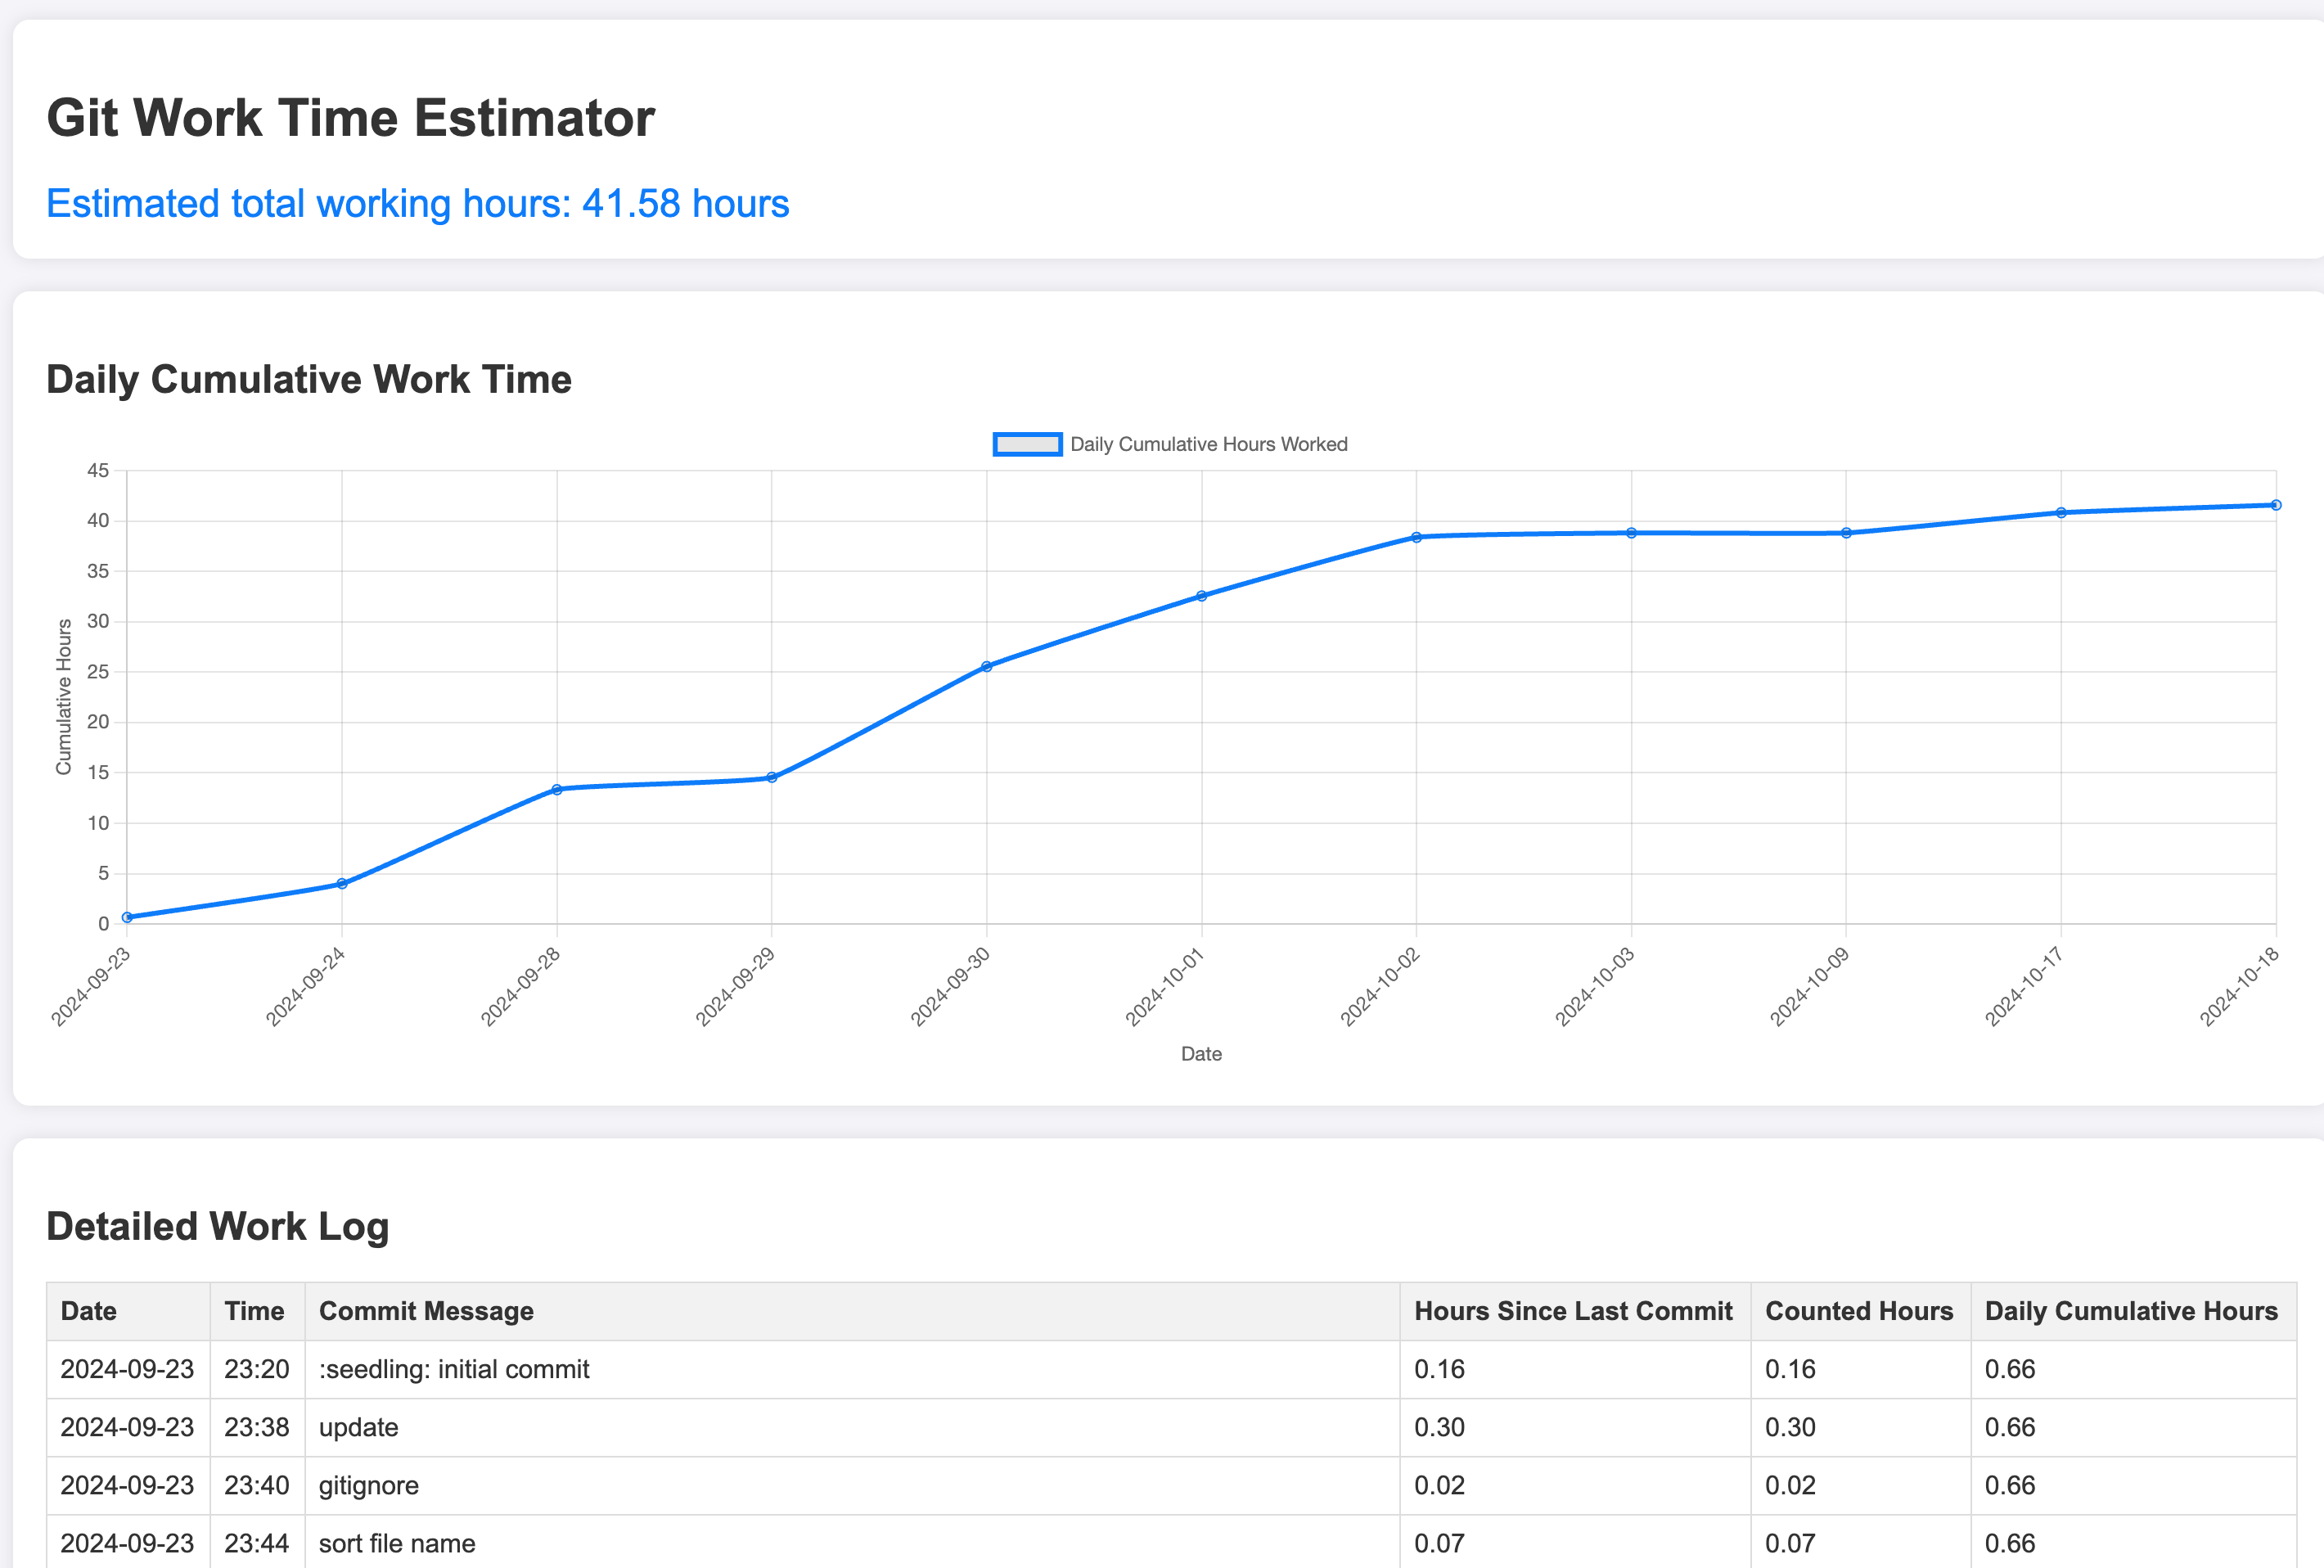 Git Work Time Estimator
Estimated total working hours: 41.58 hours
Daily Cumulative Work Time
Daily Cumulative Hours Worked
45
40
35
30
25
20
15
10
5
0
Cumulative Hours
2024-09-23
2024-09-24
2024-09-28
2024-09-29
2024-09-30
2024-10-01
2024-10-02
2024-10-03
2024-10-09
2024-10-17
2024-10-18
Date
Detailed Work Log
Date Time Commit Message Hours Since Last Commit Counted Hours Daily Cumulative Hours
2024-09-23 23:20 :seedling: initial commit 0.16 0.16 0.66
2024-09-23 23:38 update 0.30 0.30 0.66
2024-09-23 23:40 gitignore 0.02 0.02 0.66
2024-09-23 23:44 sort file name 0.07 0.07 0.66